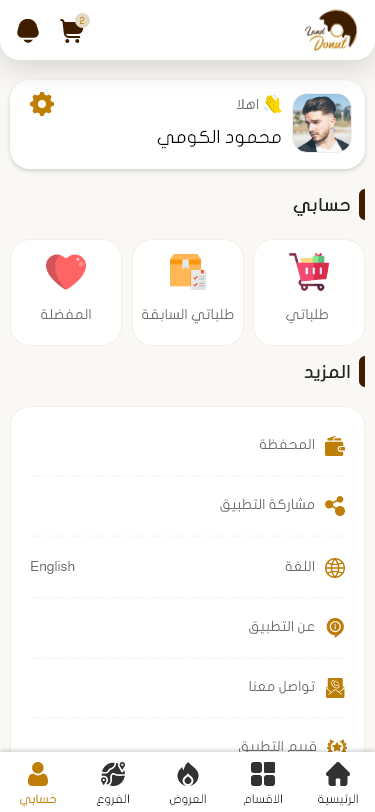 Land
Donut
2
اهلا
محمود الكومي
حسابي
طلباتي
طلباتي السابقة
المفضلة
المزيد
المحفظة
مشاركة التطبيق
اللغة English
عن التطبيق
تواصل معنا
قييم التطبيق
الرئيسية
الاقسام
العروض
الفروع
حسابي